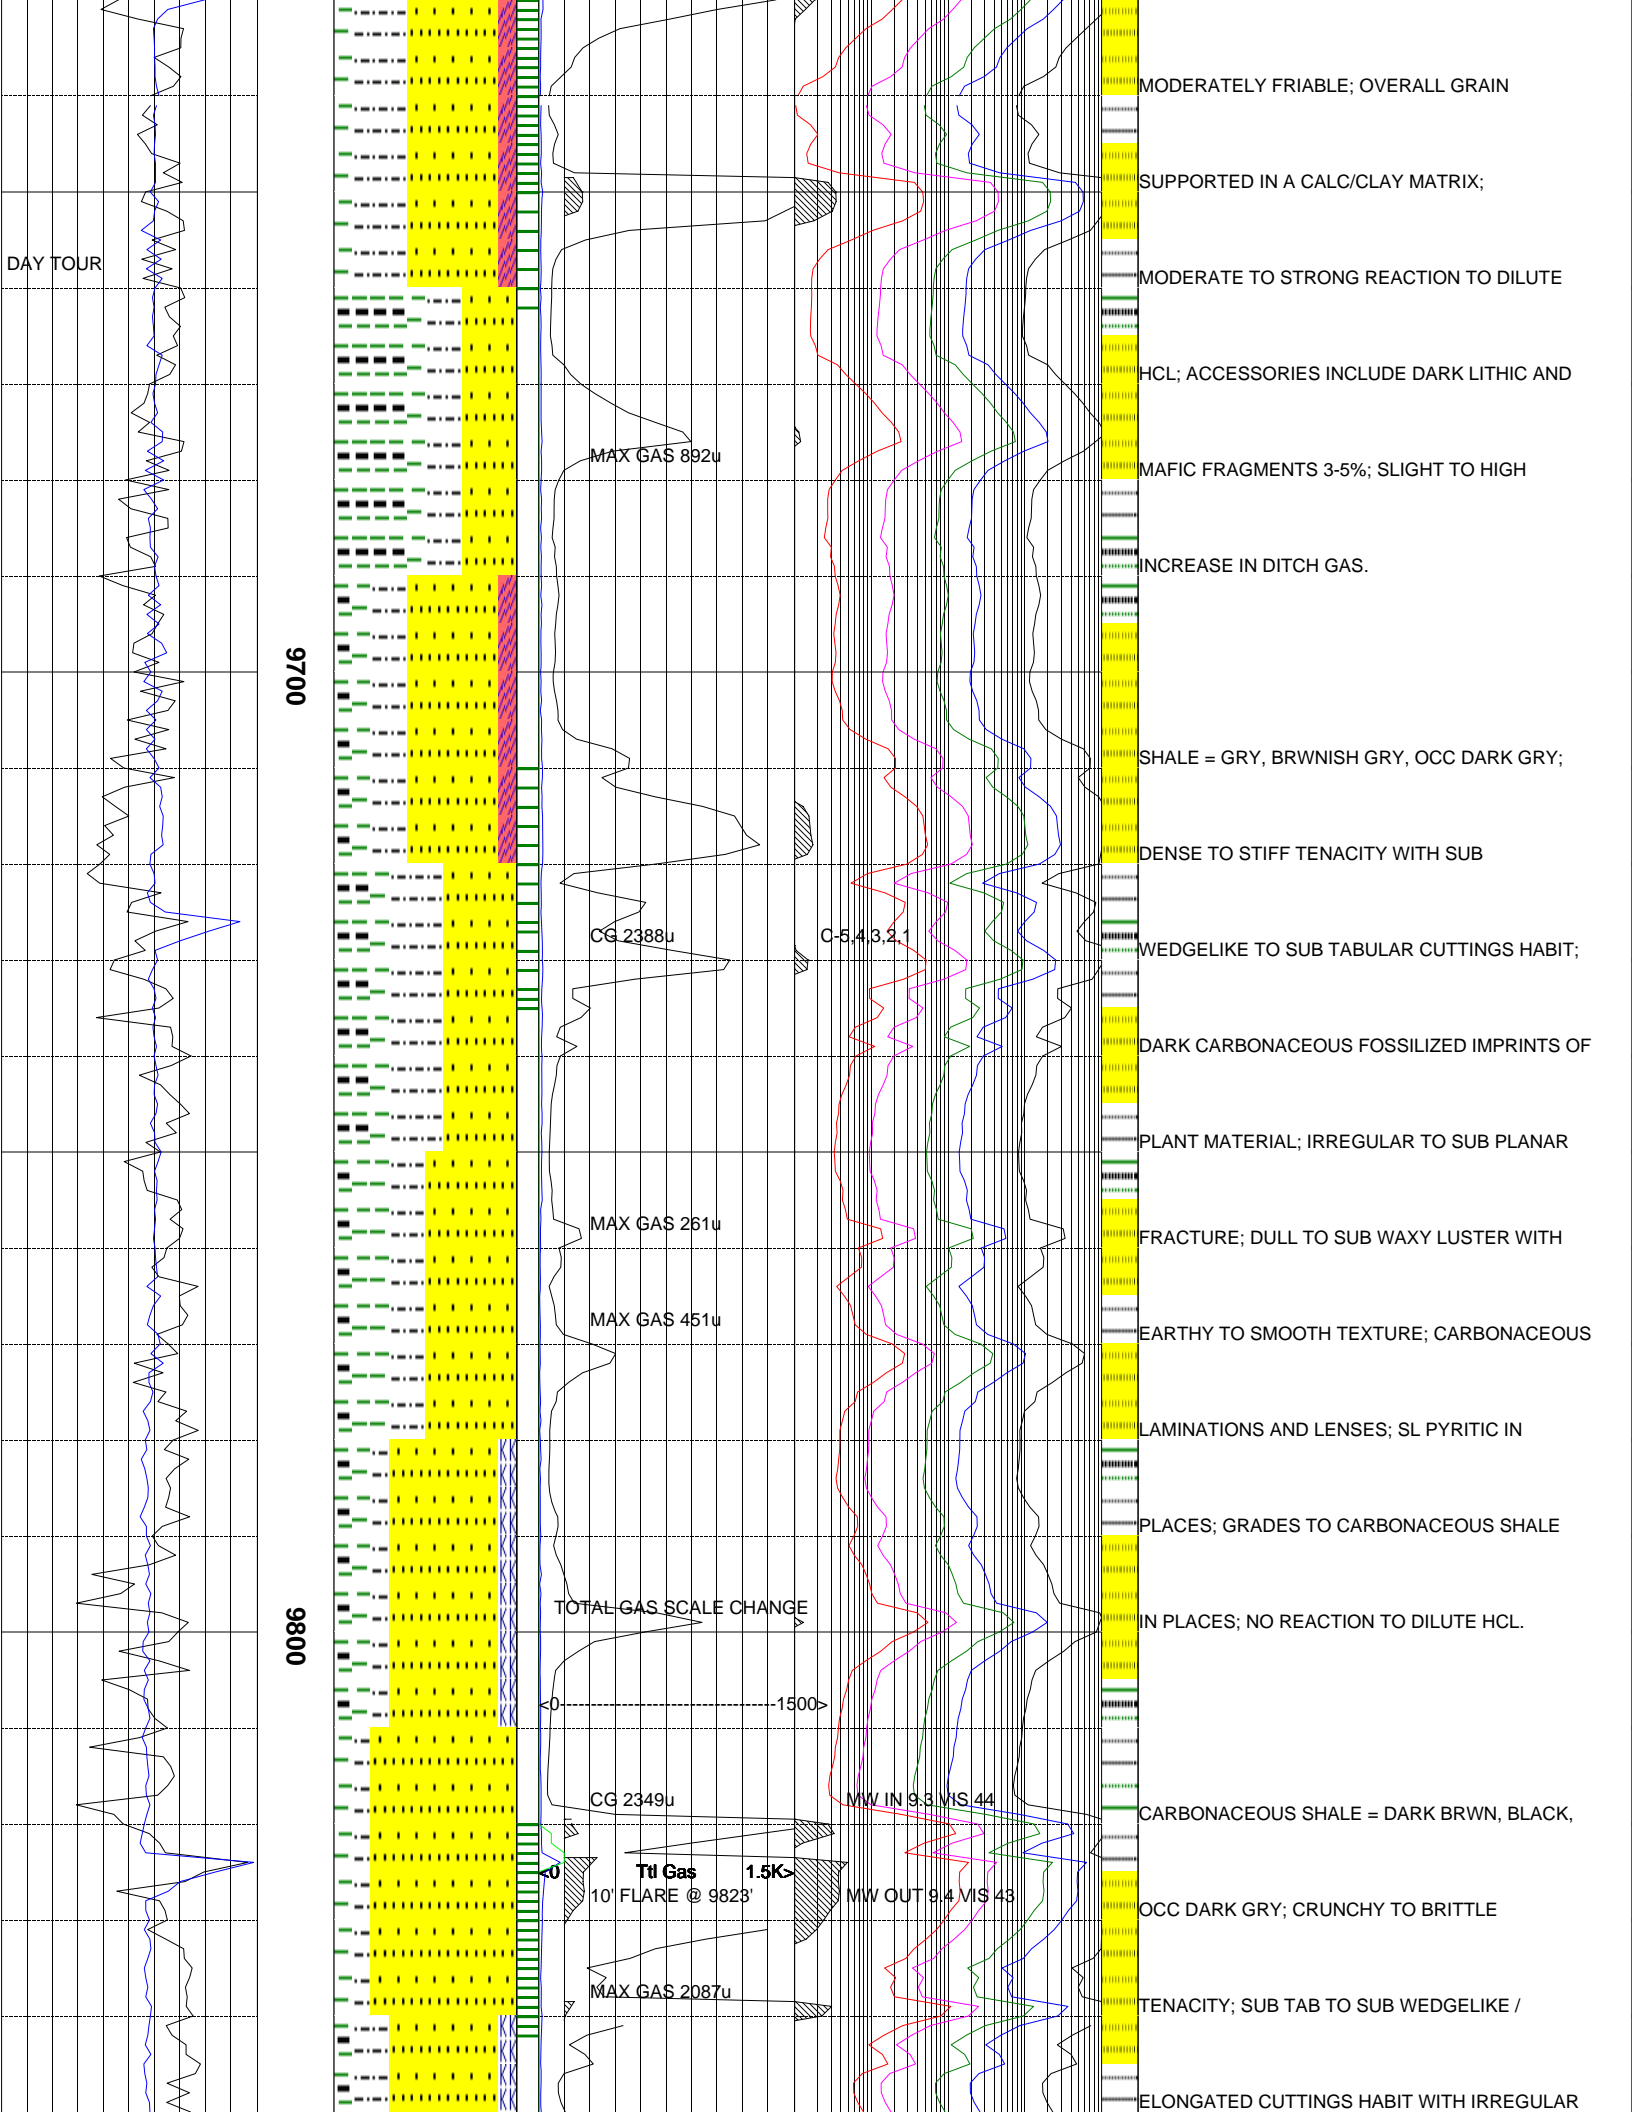 MODERATELY FRIABLE; OVERALL GRAIN
SUPPORTED IN A CALC/CLAY MATRIX;
DAY TOUR
MODERATE TO STRONG REACTION TO DILUTE
HCL; ACCESSORIES INCLUDE DARK LITHIC AND
MAX GAS 892u
MAFIC FRAGMENTS 3-5%; SLIGHT TO HIGH
INCREASE IN DITCH GAS.
9700
SHALE = GRY, BRWNISH GRY, OCC DARK GRY;
DENSE TO STIFF TENACITY WITH SUB
CG 2388u
C-5,4,3,2,1
WEDGELIKE TO SUB TABULAR CUTTINGS HABIT;
DARK CARBONACEOUS FOSSILIZED IMPRINTS OF
PLANT MATERIAL; IRREGULAR TO SUB PLANAR
MAX GAS 261u
FRACTURE; DULL TO SUB WAXY LUSTER WITH
MAX GAS 451u
EARTHY TO SMOOTH TEXTURE; CARBONACEOUS
LAMINATIONS AND LENSES; SL PYRITIC IN
PLACES; GRADES TO CARBONACEOUS SHALE
TOTAL GAS SCALE CHANGE
IN PLACES; NO REACTION TO DILUTE HCL.
9800
<0-----------------------1500>
CG 2349u
MW IN 9.3 VIS 44
CARBONACEOUS SHALE = DARK BRWN, BLACK,
<0 Ttl Gas 1.5K>
10' FLARE @ 9823'
MW OUT 9.4 VIS 43
OCC DARK GRY; CRUNCHY TO BRITTLE
MAX GAS 2087u
TENACITY; SUB TAB TO SUB WEDGELIKE /
ELONGATED CUTTINGS HABIT WITH IRREGULAR